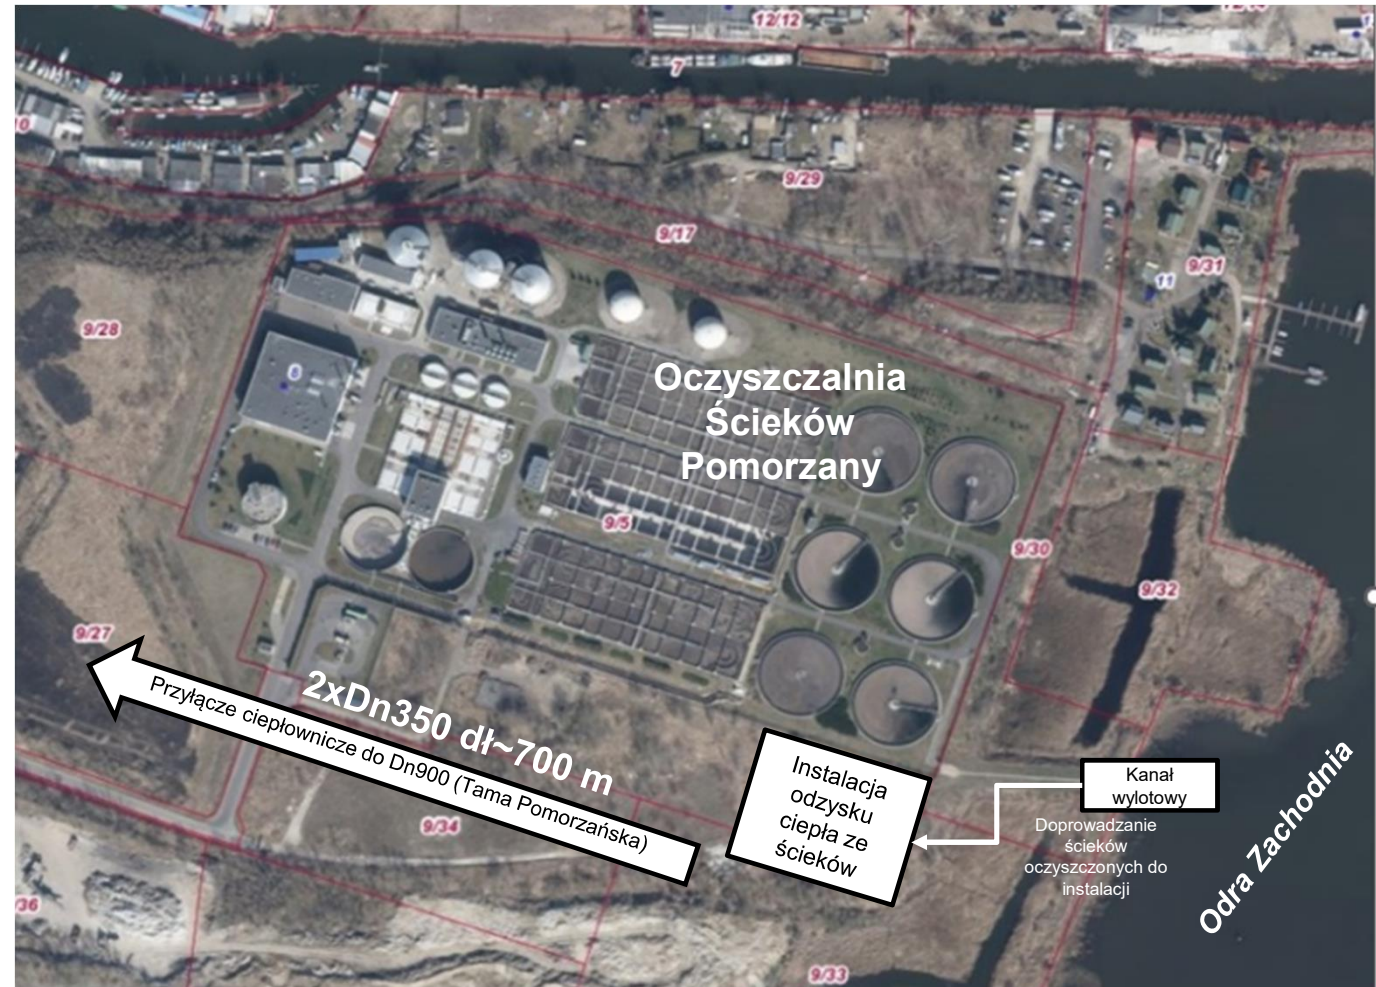 12/12
7
10
9/29
9/17
9/31
11
9/28
6
Oczyszczalnia
Ścieków
Pomorzany
9/5
9/30
9/32
9/27
2xDn350 dł~700 m
Przyłącze ciepłownicze do Dn900 (Tama Pomorzańska)
Instalacja
odzysku
ciepła ze
ścieków
Kanał
wylotowy
Doprowadzanie
ścieków
oczyszczonych do
instalacji
Odra Zachodnia
9/34
/36
9/33